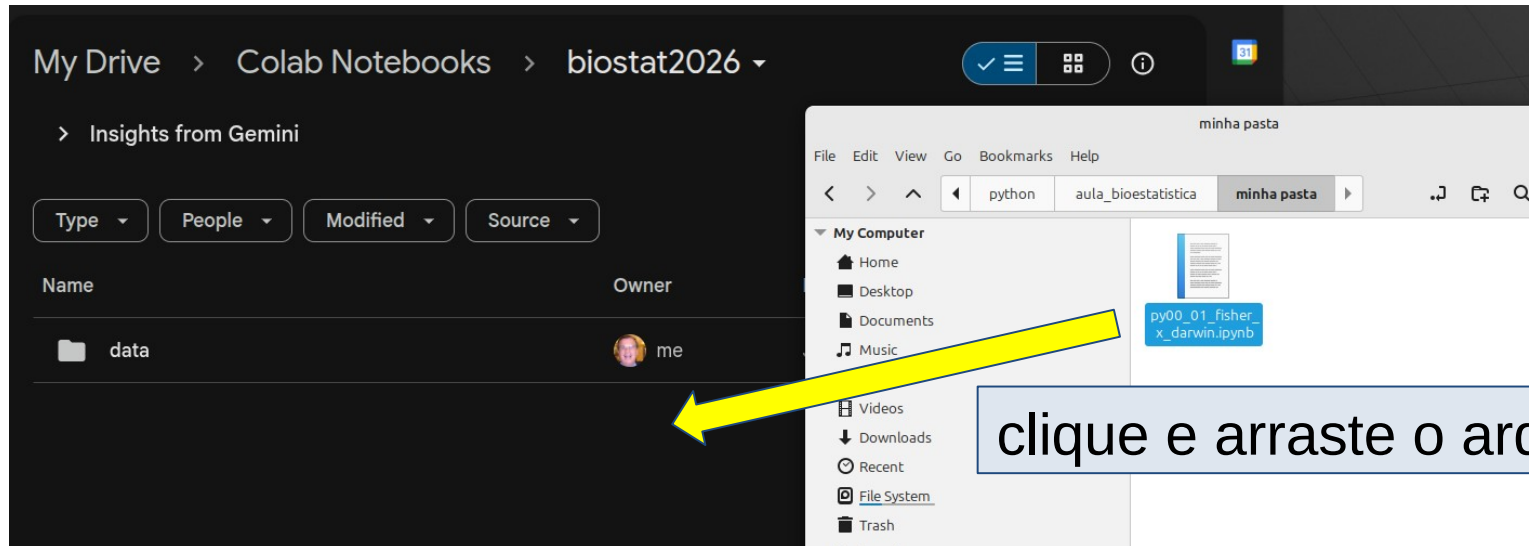 My Drive > Colab Notebooks > biostat2026
31
Insights from Gemini
Type
People
Modified
Source
Name
Owner
data
me
minha pasta
File Edit View Go Bookmarks Help
python
aula_bioestatistica
minha pasta
My Computer
Home
Desktop
Documents
Music
Videos
Downloads
Recent
File System
Trash
py00_01_fisher_
x_darwin.ipynb
clique e arraste o